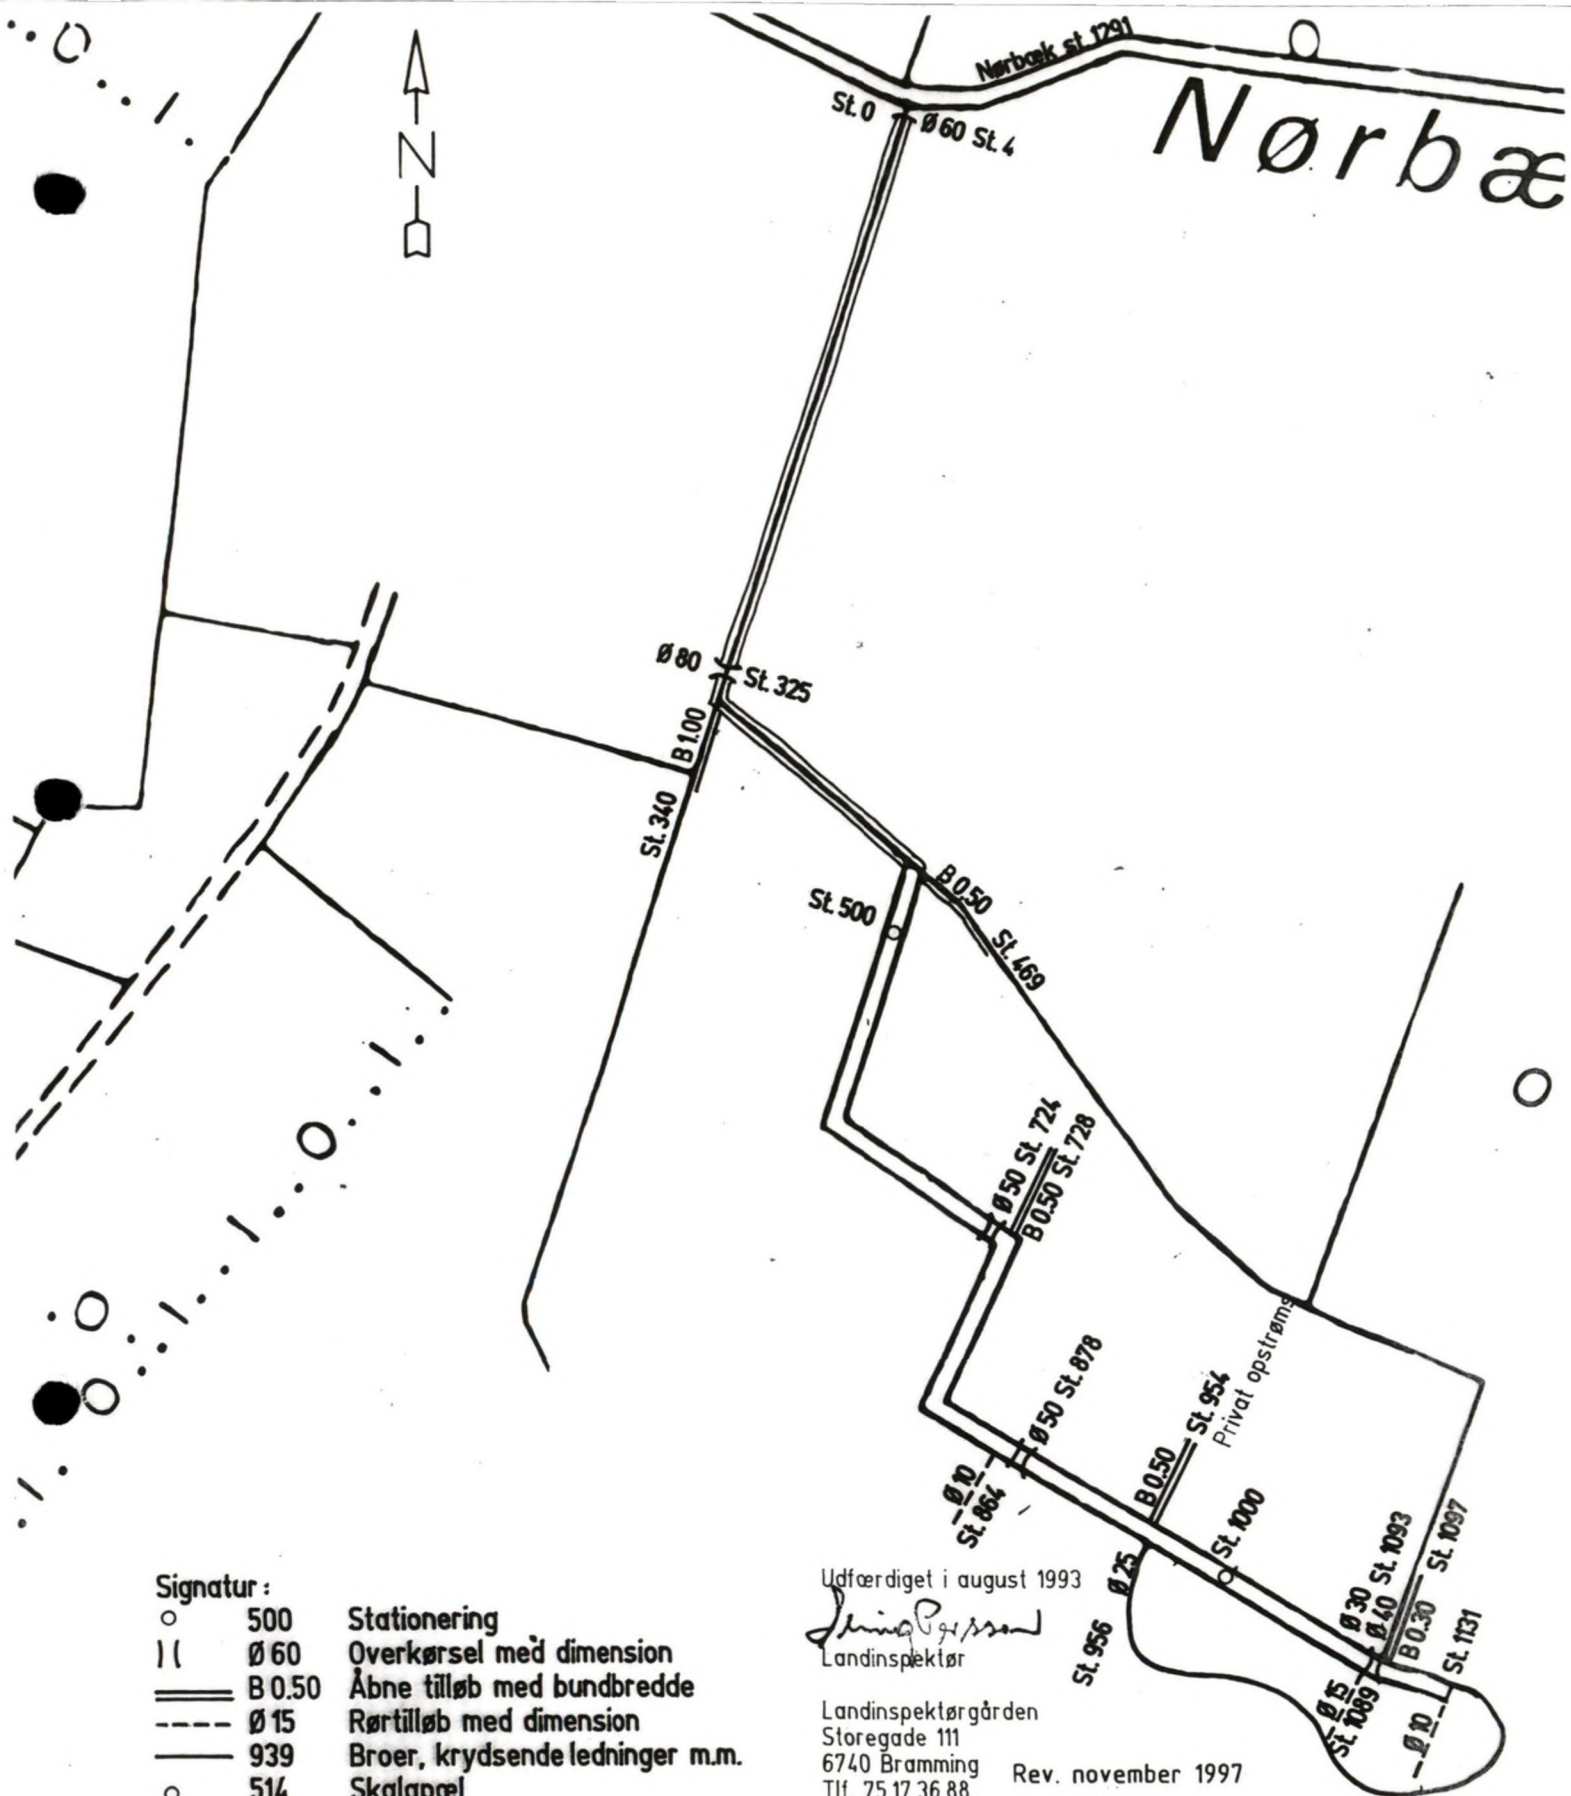 Nørbæk st. 1291
St. 0
Ø 60 St. 4
Nørbæ
N
Ø 80
St. 325
B 1.00
St. 340
B 0.50
St. 500
St. 469
Ø 50 St. 724
B 0.50 St. 728
Ø 50 St. 878
Ø 10
St. 864
B 0.50
St. 954
Privat opstrøms
St. 1000
Ø 25
St. 956
Ø 30
Ø 40 St. 1093
B 0.30 St. 1097
St. 1131
Ø 15
St. 1089
Ø 10
Signatur :
500 Stationering
Ø 60 Overkørsel med dimension
B 0.50 Åbne tilløb med bundbredde
Ø 15 Rørtilløb med dimension
939 Broer, krydsende ledninger m.m.
514 Skalapæl
Udfærdiget i august 1993
Landinspektør
Landinspektørgården
Storegade 111
6740 Bramming
Tlf. 75 17 36 88
Rev. november 1997